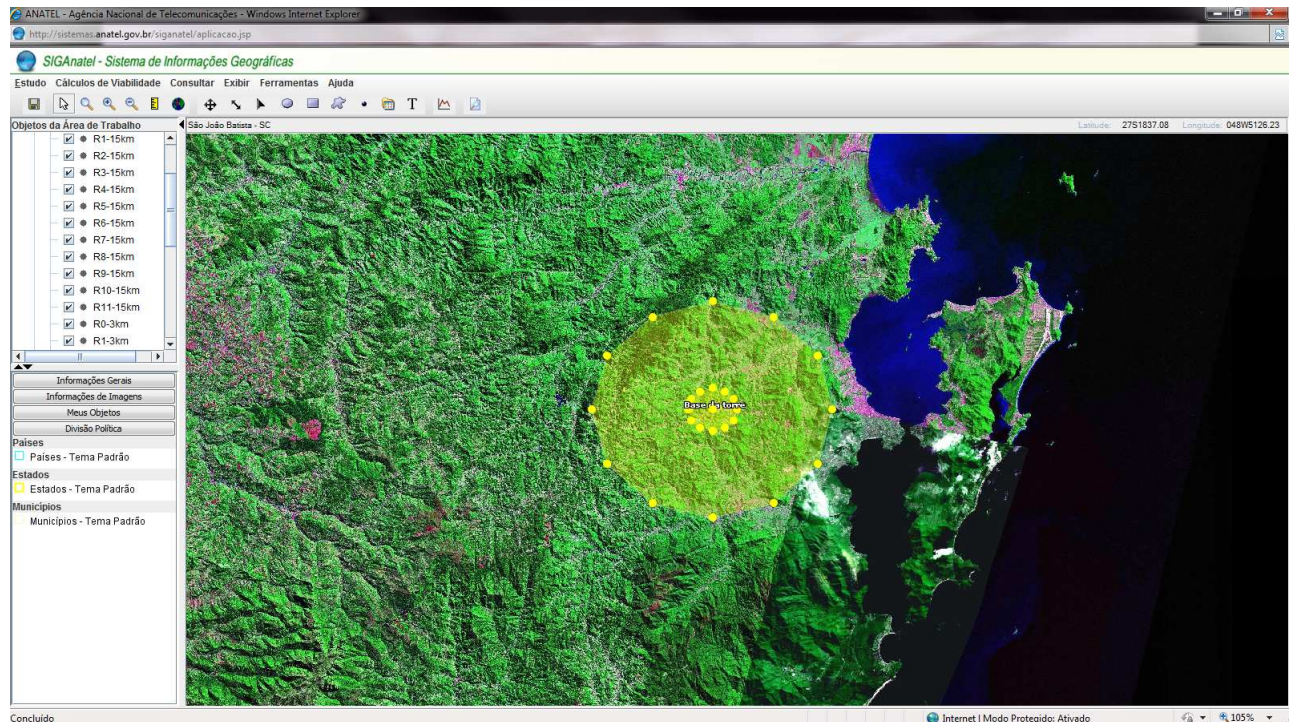 ANATEL - Agência Nacional de Telecomunicações - Windows Internet Explorer
http://sistemas.anatel.gov.br/siganatel/aplicacao.jsp
SIGAnatel - Sistema de Informações Geográficas
Estudo Cálculos de Viabilidade Consultar Exibir Ferramentas Ajuda
T
Objetos da Área de Trabalho
São João Batista - SC
Latitude: 27S1837.08 Longitude: 048W5126.23
R1-15km
R2-15km
R3-15km
R4-15km
R5-15km
R6-15km
R7-15km
R8-15km
R9-15km
R10-15km
R11-15km
R0-3km
R1-3km
Informações Gerais
Informações de Imagens
Meus Objetos
Divisão Política
Países
Países - Tema Padrão
Estados
Estados - Tema Padrão
Municípios
Municípios - Tema Padrão
Base da torre
Concluído
Internet | Modo Protegido: Ativado
105%